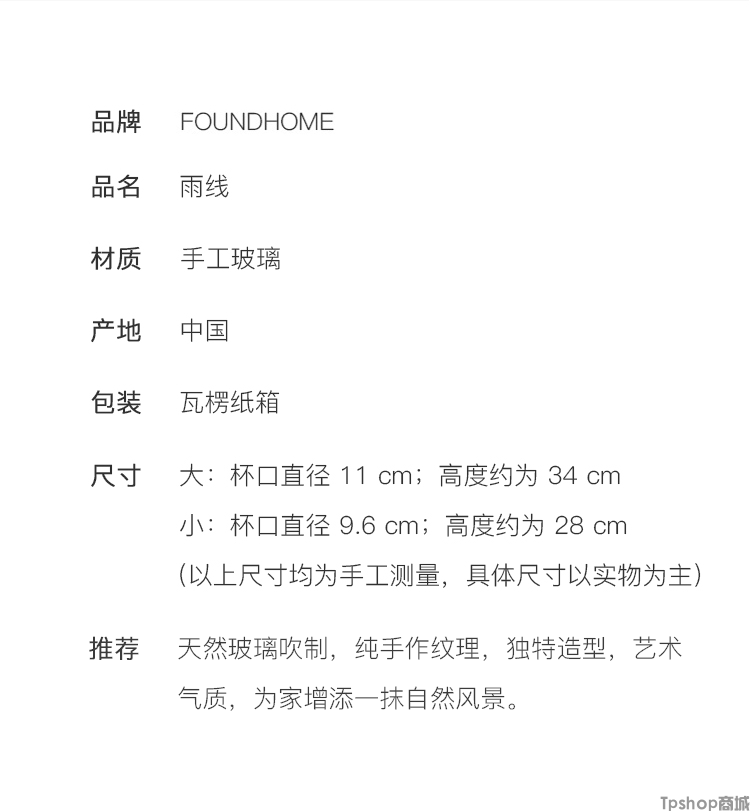 品牌 FOUNDHOME
品名 雨线
材质 手工玻璃
产地 中国
包装 瓦楞纸箱
尺寸 大：杯口直径 11 cm；高度约为 34 cm
小：杯口直径 9.6 cm；高度约为 28 cm
（以上尺寸均为手工测量，具体尺寸以实物为主）
推荐 天然玻璃吹制，纯手作纹理，独特造型，艺术
气质，为家增添一抹自然风景。
Tpshop商城